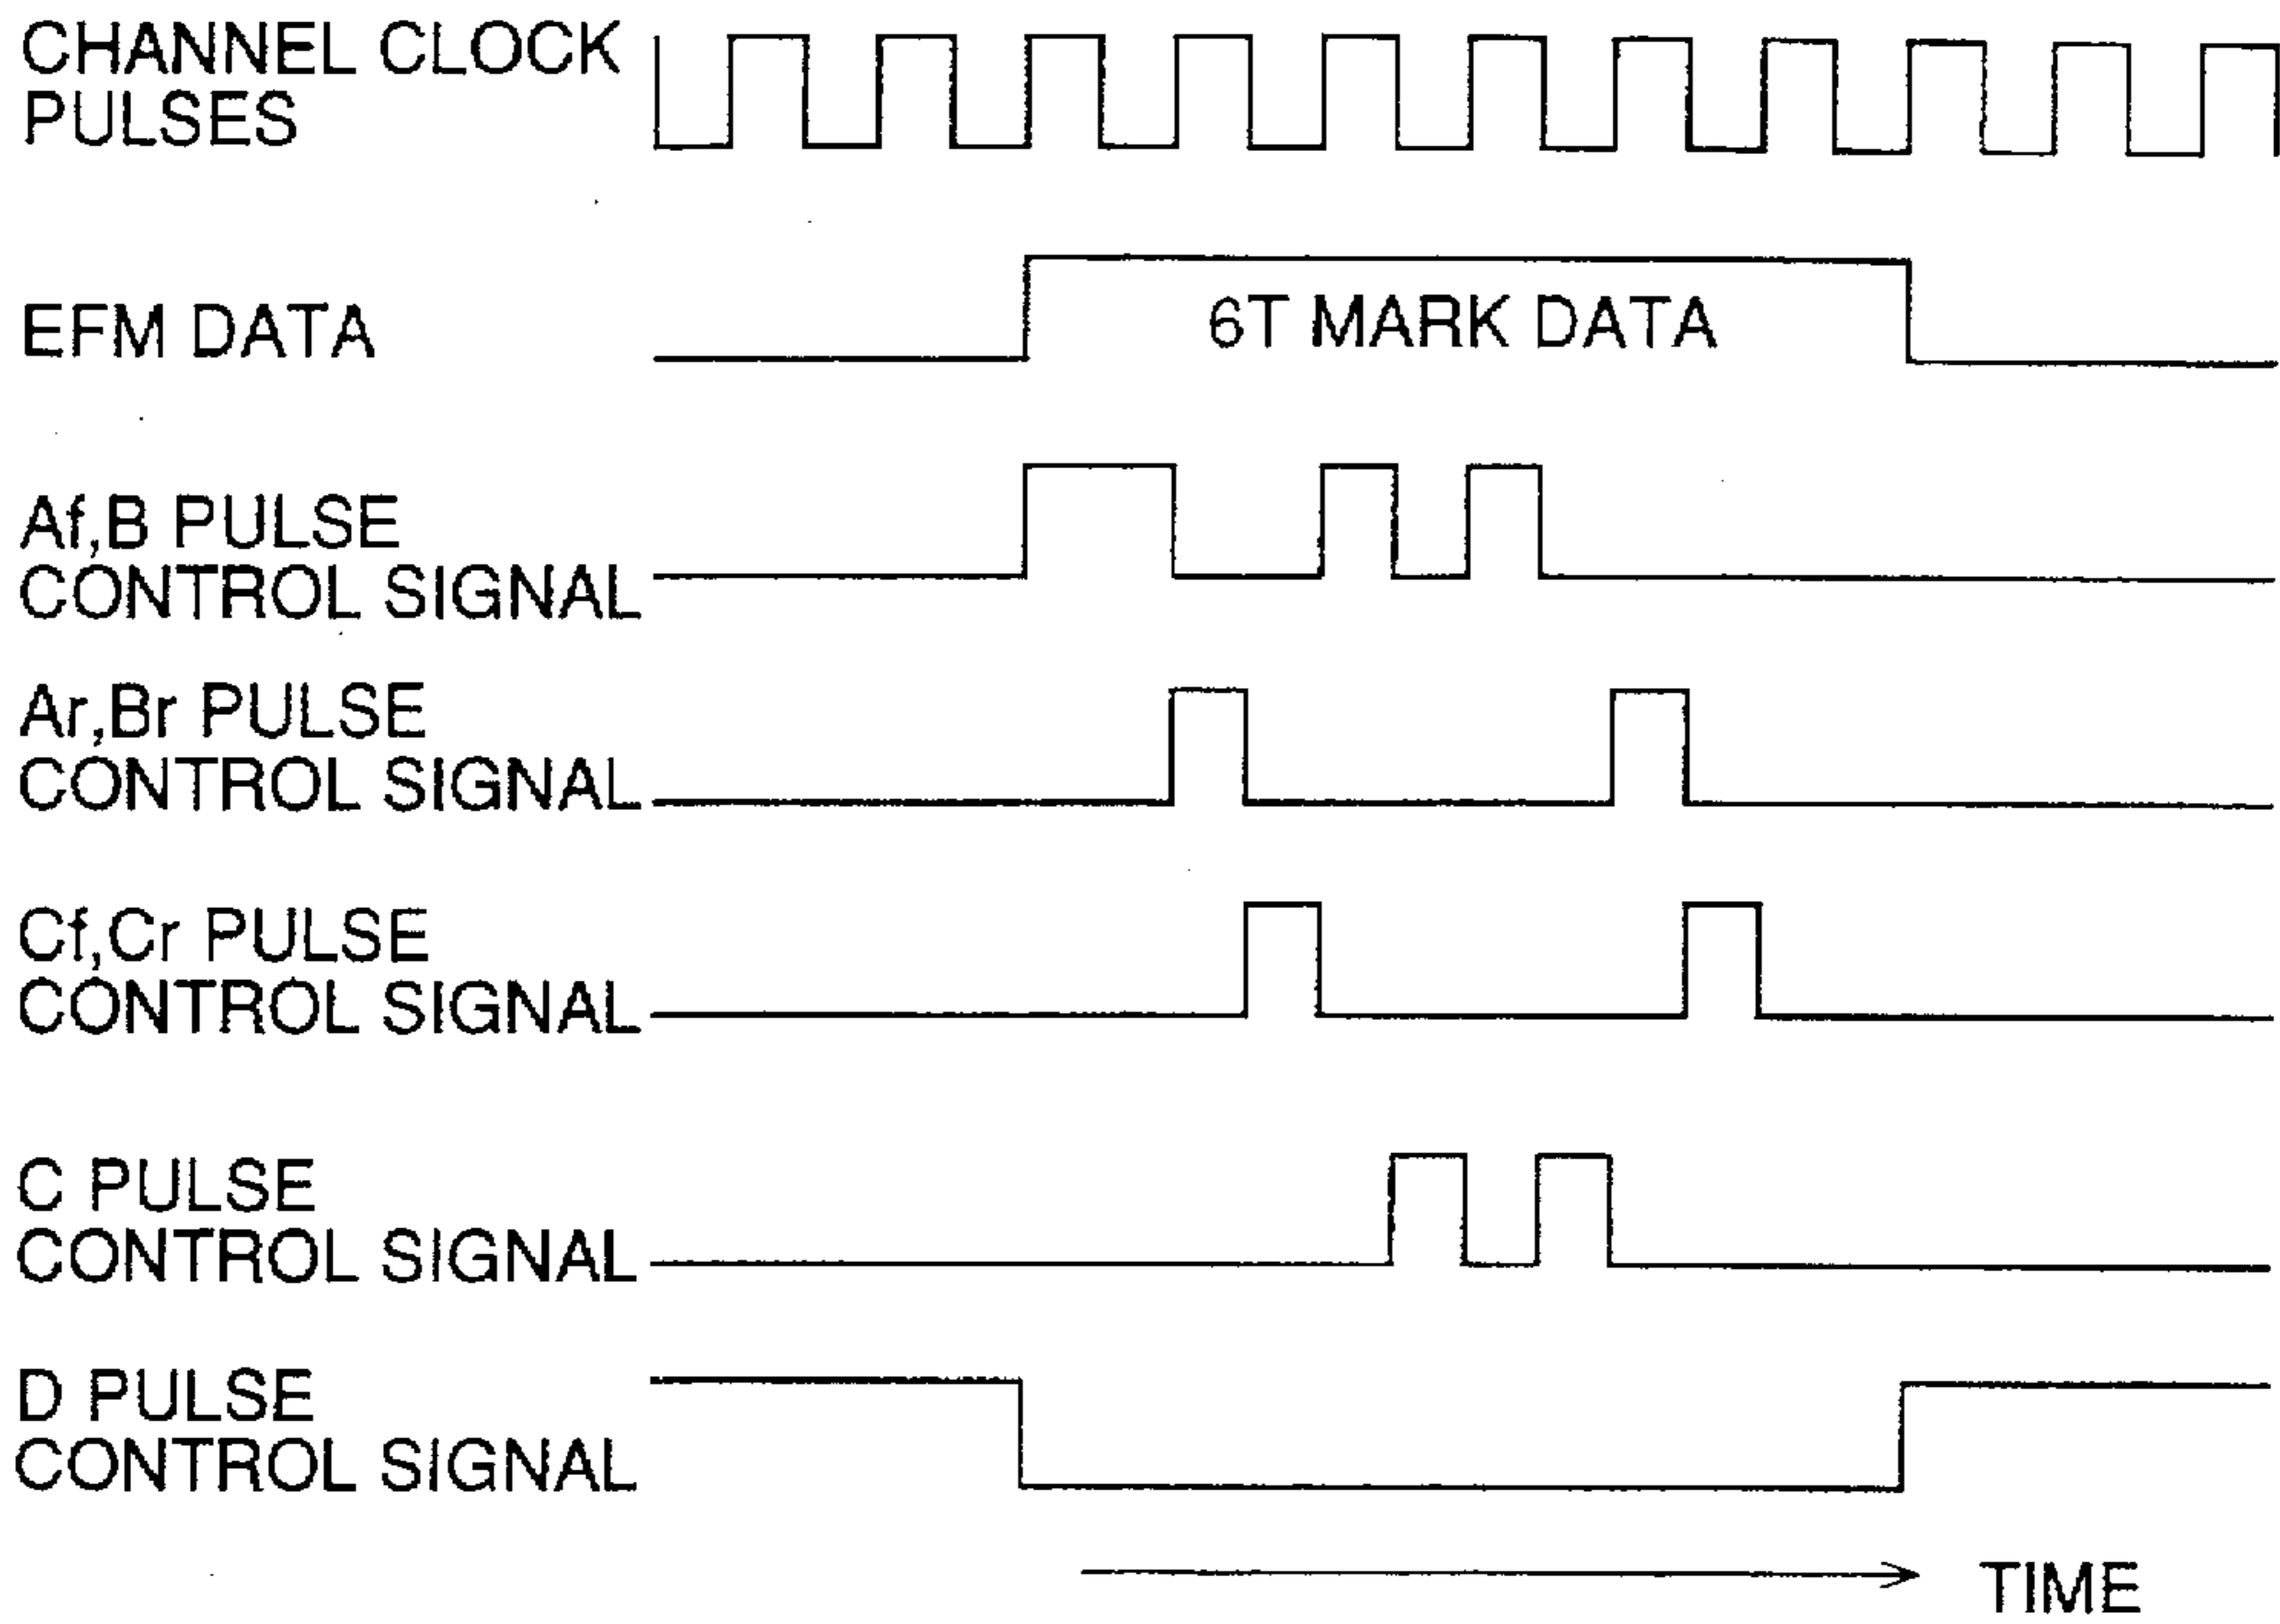 CHANNEL CLOCK
PULSES
EFM DATA
6T MARK DATA
Af,B PULSE
CONTROL SIGNAL
Ar,Br PULSE
CONTROL SIGNAL
Cf,Cr PULSE
CONTROL SIGNAL
C PULSE
CONTROL SIGNAL
D PULSE
CONTROL SIGNAL
TIME